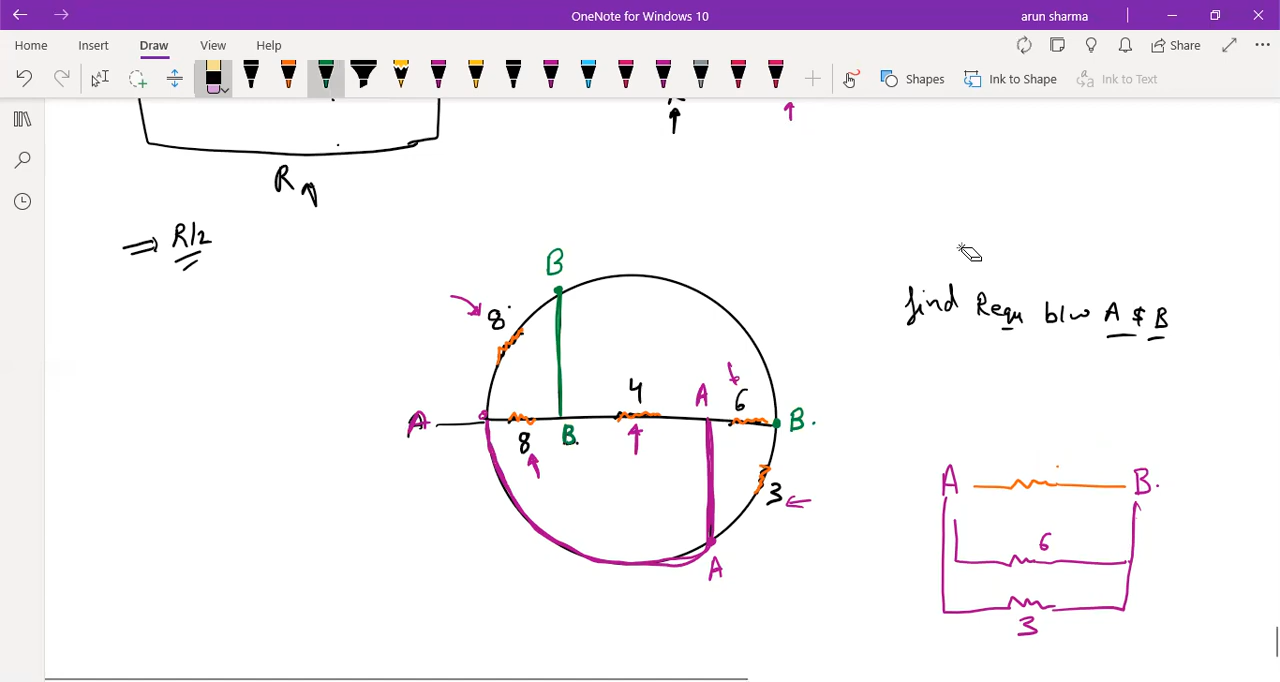 OneNote for Windows 10
arun sharma
Home Insert Draw View Help
Share
Shapes
Ink to Shape
Ink to Text
R
⇒ R/2
B
8
find Requ b/w A & B
4
A
6
A
B.
8
B.
3
A B.
6
A
3